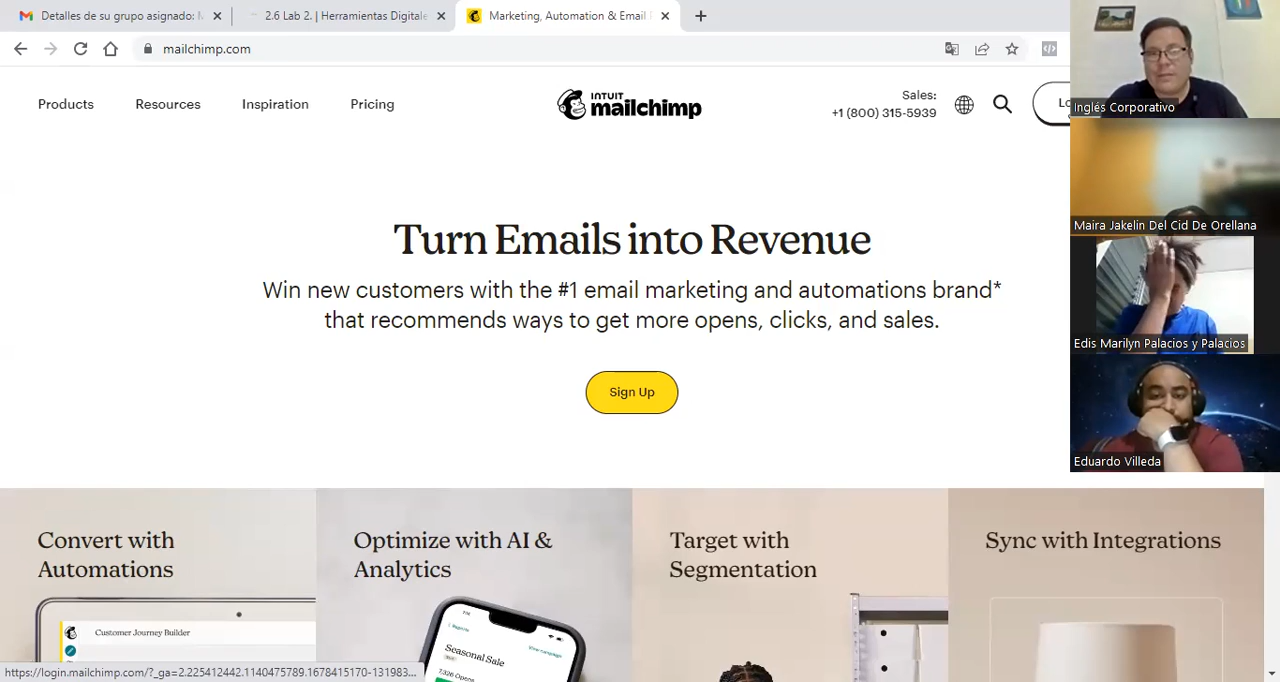 Detalles de su grupo asignado: M
2.6 Lab 2. | Herramientas Digitale
Marketing, Automation & Email P
mailchimp.com
Products
Resources
Inspiration
Pricing
INTUIT
mailchimp
Sales:
+1 (800) 315-5939
Lo
Inglés Corporativo
Maira Jakelin Del Cid De Orellana
Edis Marilyn Palacios y Palacios
Eduardo Villeda
Turn Emails into Revenue
Win new customers with the #1 email marketing and automations brand*
that recommends ways to get more opens, clicks, and sales.
Sign Up
Convert with
Automations
Optimize with AI &
Analytics
Target with
Segmentation
Sync with Integrations
Customer Journey Builder
Seasonal Sale
7,326 Opens
https://login.mailchimp.com/?_ga=2.225412442.1140475789.1678415170-131983...